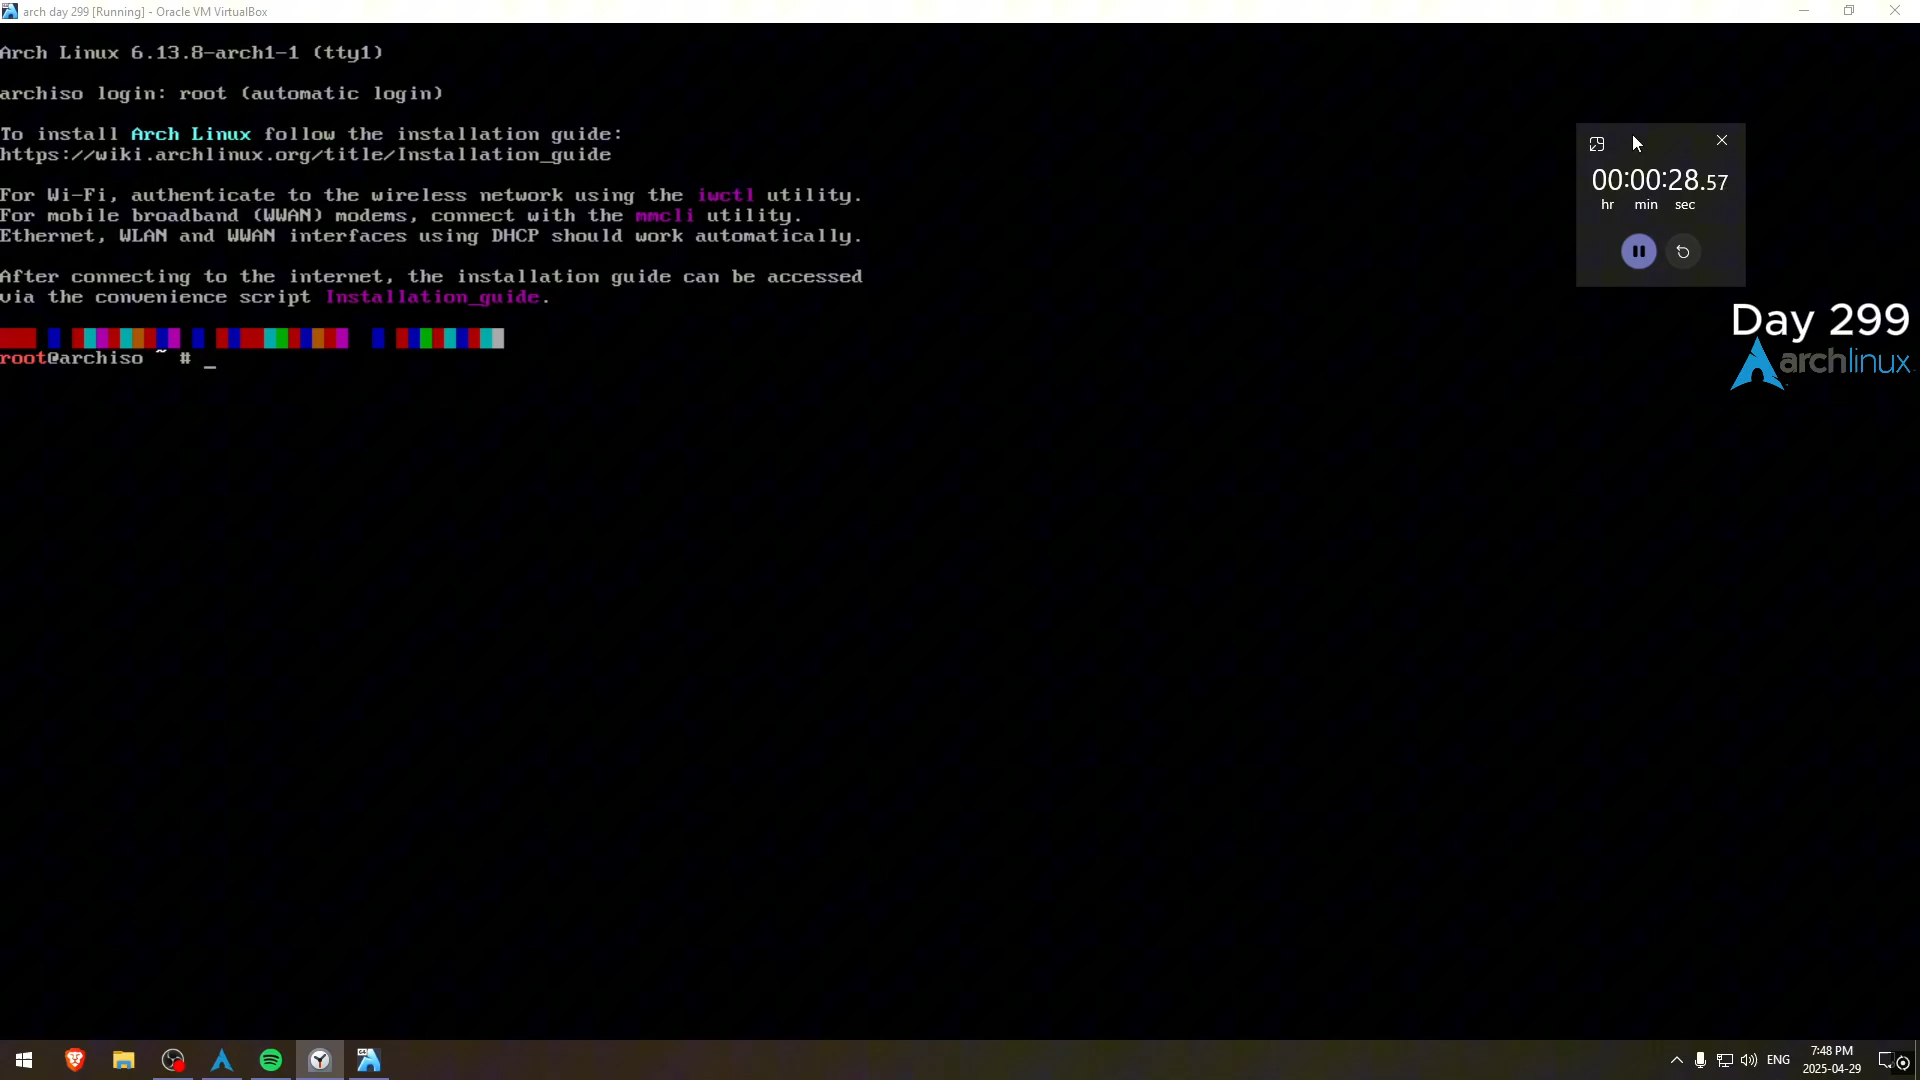 arch day 299 [Running] - Oracle VM VirtualBox
Arch Linux 6.13.8-arch1-1 (tty1)
archiso login: root (automatic login)
To install Arch Linux follow the installation guide:
https://wiki.archlinux.org/title/Installation_guide
For Wi-Fi, authenticate to the wireless network using the iwctl utility.
For mobile broadband (WWAN) modems, connect with the mmcli utility.
Ethernet, WLAN and WWAN interfaces using DHCP should work automatically.
After connecting to the internet, the installation guide can be accessed
via the convenience script Installation_guide.
root@archiso ~ # _
00:00:28.57
hr min sec
Day 299
archlinux
ENG
7:48 PM
2025-04-29